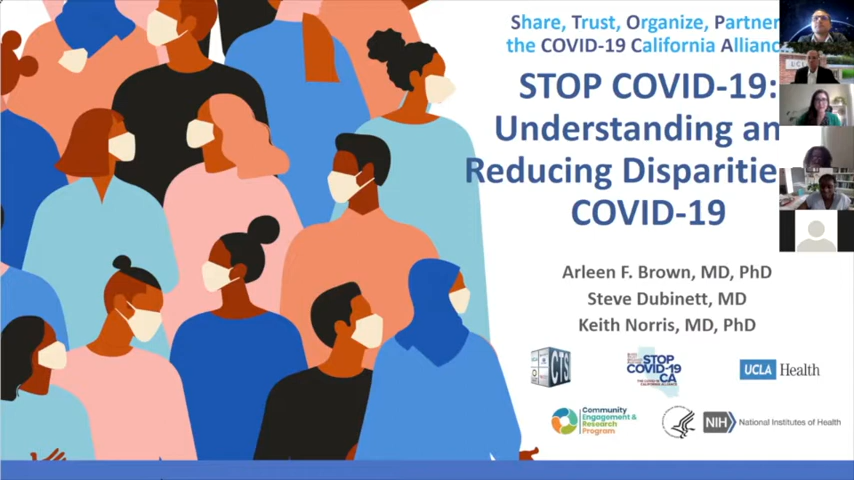 Share, Trust, Organize, Partner
the COVID-19 California Allianc
STOP COVID-19:
Understanding an
Reducing Disparitie
COVID-19
Arleen F. Brown, MD, PhD
Steve Dubinett, MD
Keith Norris, MD, PhD
CTSI
STOP
COVID-19
CA
UCLA Health
Community
Engagement &
Research
Program
NIH National Institutes of Health